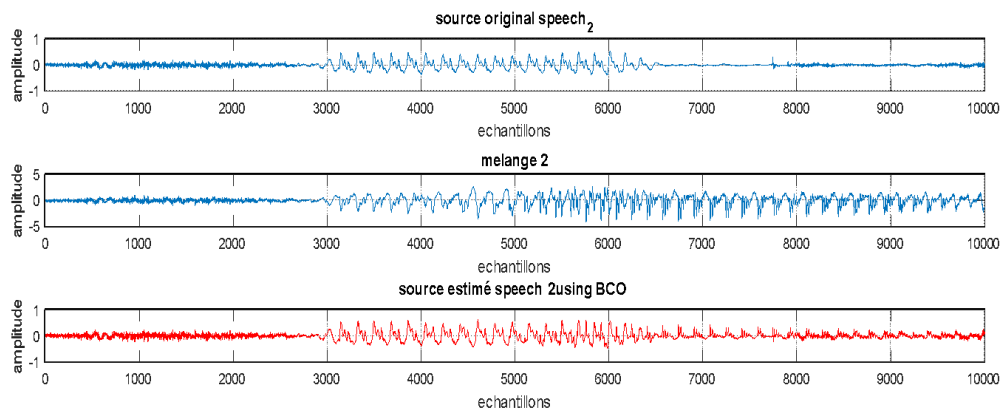 source original speech2
1
0
-1
amplitude
0 1000 2000 3000 4000 5000 6000 7000 8000 9000 10000
echantillons
melange 2
5
0
-5
amplitude
0 1000 2000 3000 4000 5000 6000 7000 8000 9000 10000
echantillons
source estimé speech 2using BCO
1
0
-1
amplitude
0 1000 2000 3000 4000 5000 6000 7000 8000 9000 10000
echantillons